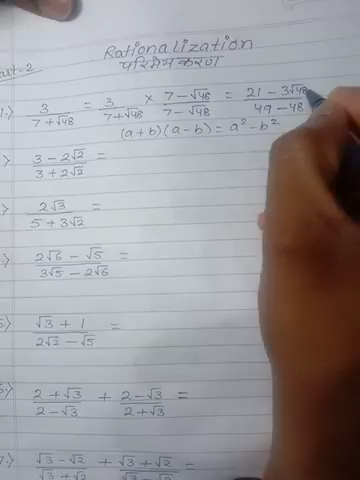 Rationalization
Part-2 परिमेयकरण
1.) 3/(7+√48) = 3/(7+√48) × (7-√48)/(7-√48) = (21-3√48)/(49-48)
(a+b)(a-b) = a²-b²
) (3-2√2)/(3+2√2) =
) 2√3/(5+3√2) =
) (2√6-√5)/(3√5-2√6) =
5.) (√3+1)/(2√2-√5) =
6.) (2+√3)/(2-√3) + (2-√3)/(2+√3) =
7.) (√3-√2)/(√3+√2) + (√3+√2)/(√3-√2) =